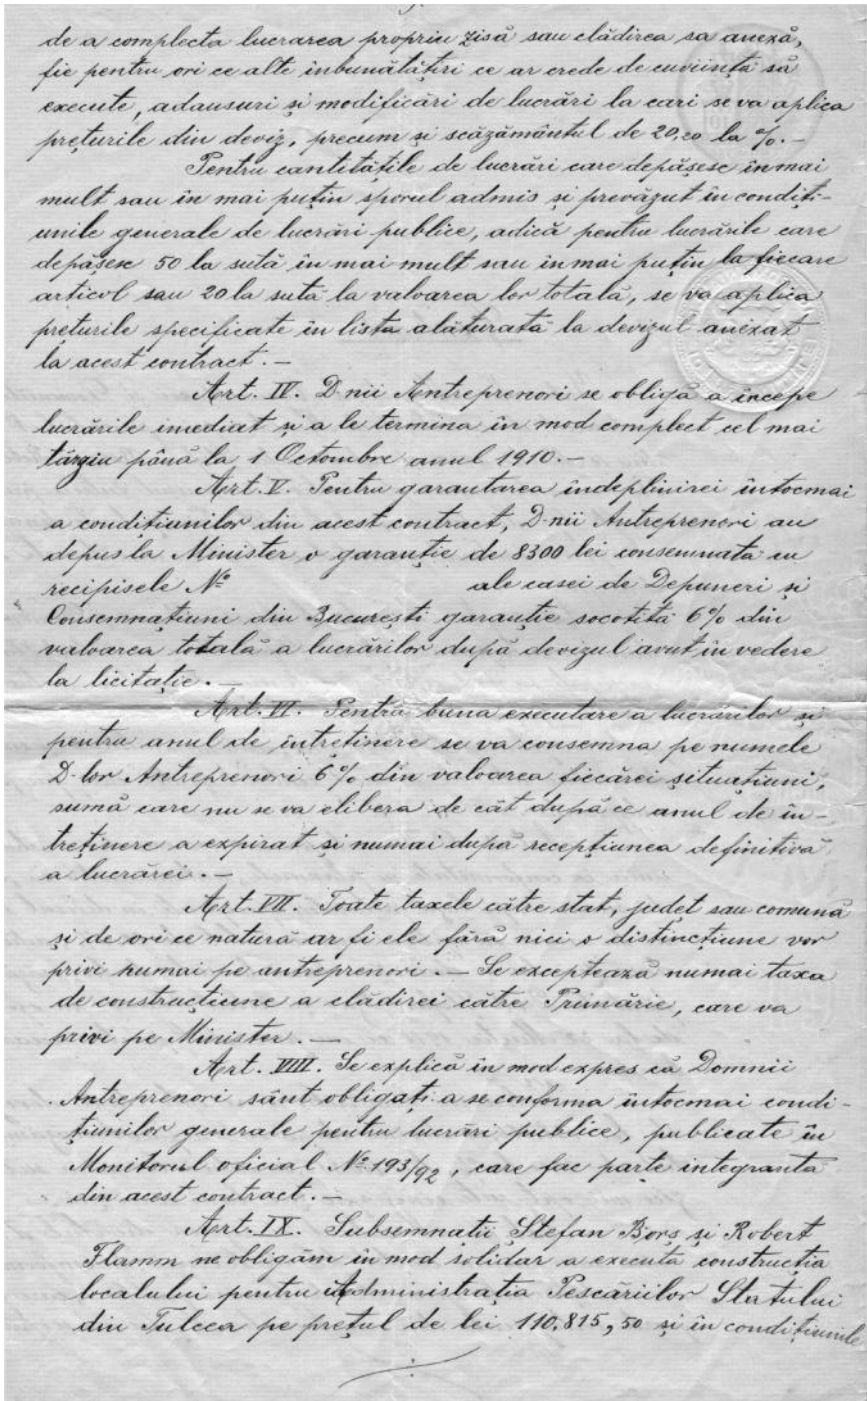 de a complecta lucrarea propriu zisă sau clădirea sa anexă,
fie pentru ori ce alte înbunătățiri ce ar crede de cuviință să
execute, adausuri și modificări de lucrări la cari se va aplica
prețurile din deviz, precum și scăzământul de 20,20 la %.—
Pentru cantitățile de lucrări care depășesc în mai
mult sau în mai puțin sporul admis și prevăzut în condiți-
unile generale de lucrări publice, adică pentru lucrările care
depășesc 50 la sută în mai mult sau în mai puțin la fiecare
articol sau 20 la sută la valoarea lor totală, se va aplica
prețurile specificate în lista alăturată la devizul anexat
la acest contract.—
Art. IV. D-nii Antreprenori se obligă a începe
lucrările imediat și a le termina în mod complect cel mai
târziu până la 1 Octombre anul 1910.—
Art. V. Pentru garantarea îndeplinirei întocmai
a condițiunilor din acest contract, D-nii Antreprenori au
depus la Minister o garanție de 8300 lei consemnată cu
recipisele No ale casei de Depuneri și
Consemnațiuni din București garanție socotită 6% din
valoarea totală a lucrărilor după devizul avut în vedere
la licitație.—
Art. VI. Pentru buna executare a lucrărilor și
pentru anul de întreținere se va consemna pe numele
D-lor Antreprenori 6% din valoarea fiecărei situațiuni,
sumă care nu se va elibera de cât după ce anul de în-
treținere a expirat și numai după recepțiunea definitivă
a lucrărei.—
Art. VII. Toate taxele către stat, județ sau comună
și de ori ce natură ar fi ele fără nici o distincțiune vor
privi numai pe antreprenori.— Se exceptează numai taxa
de construcțiune a clădirei către Primărie, care va
privi pe Minister.—
Art. VIII. Se explică în mod expres că Domnii
Antreprenori sânt obligați a se conforma întocmai condi-
țiunilor generale pentru lucrări publice, publicate în
Monitorul oficial No. 193/92, care fac parte integrantă
din acest contract.—
Art. IX. Subsemnații Ștefan Borș și Robert
Flamm ne obligăm în mod solidar a executa construcția
localului pentru Administrația Pescăriilor Statului
din Tulcea pe prețul de lei 110.815,50 și în condițiunile